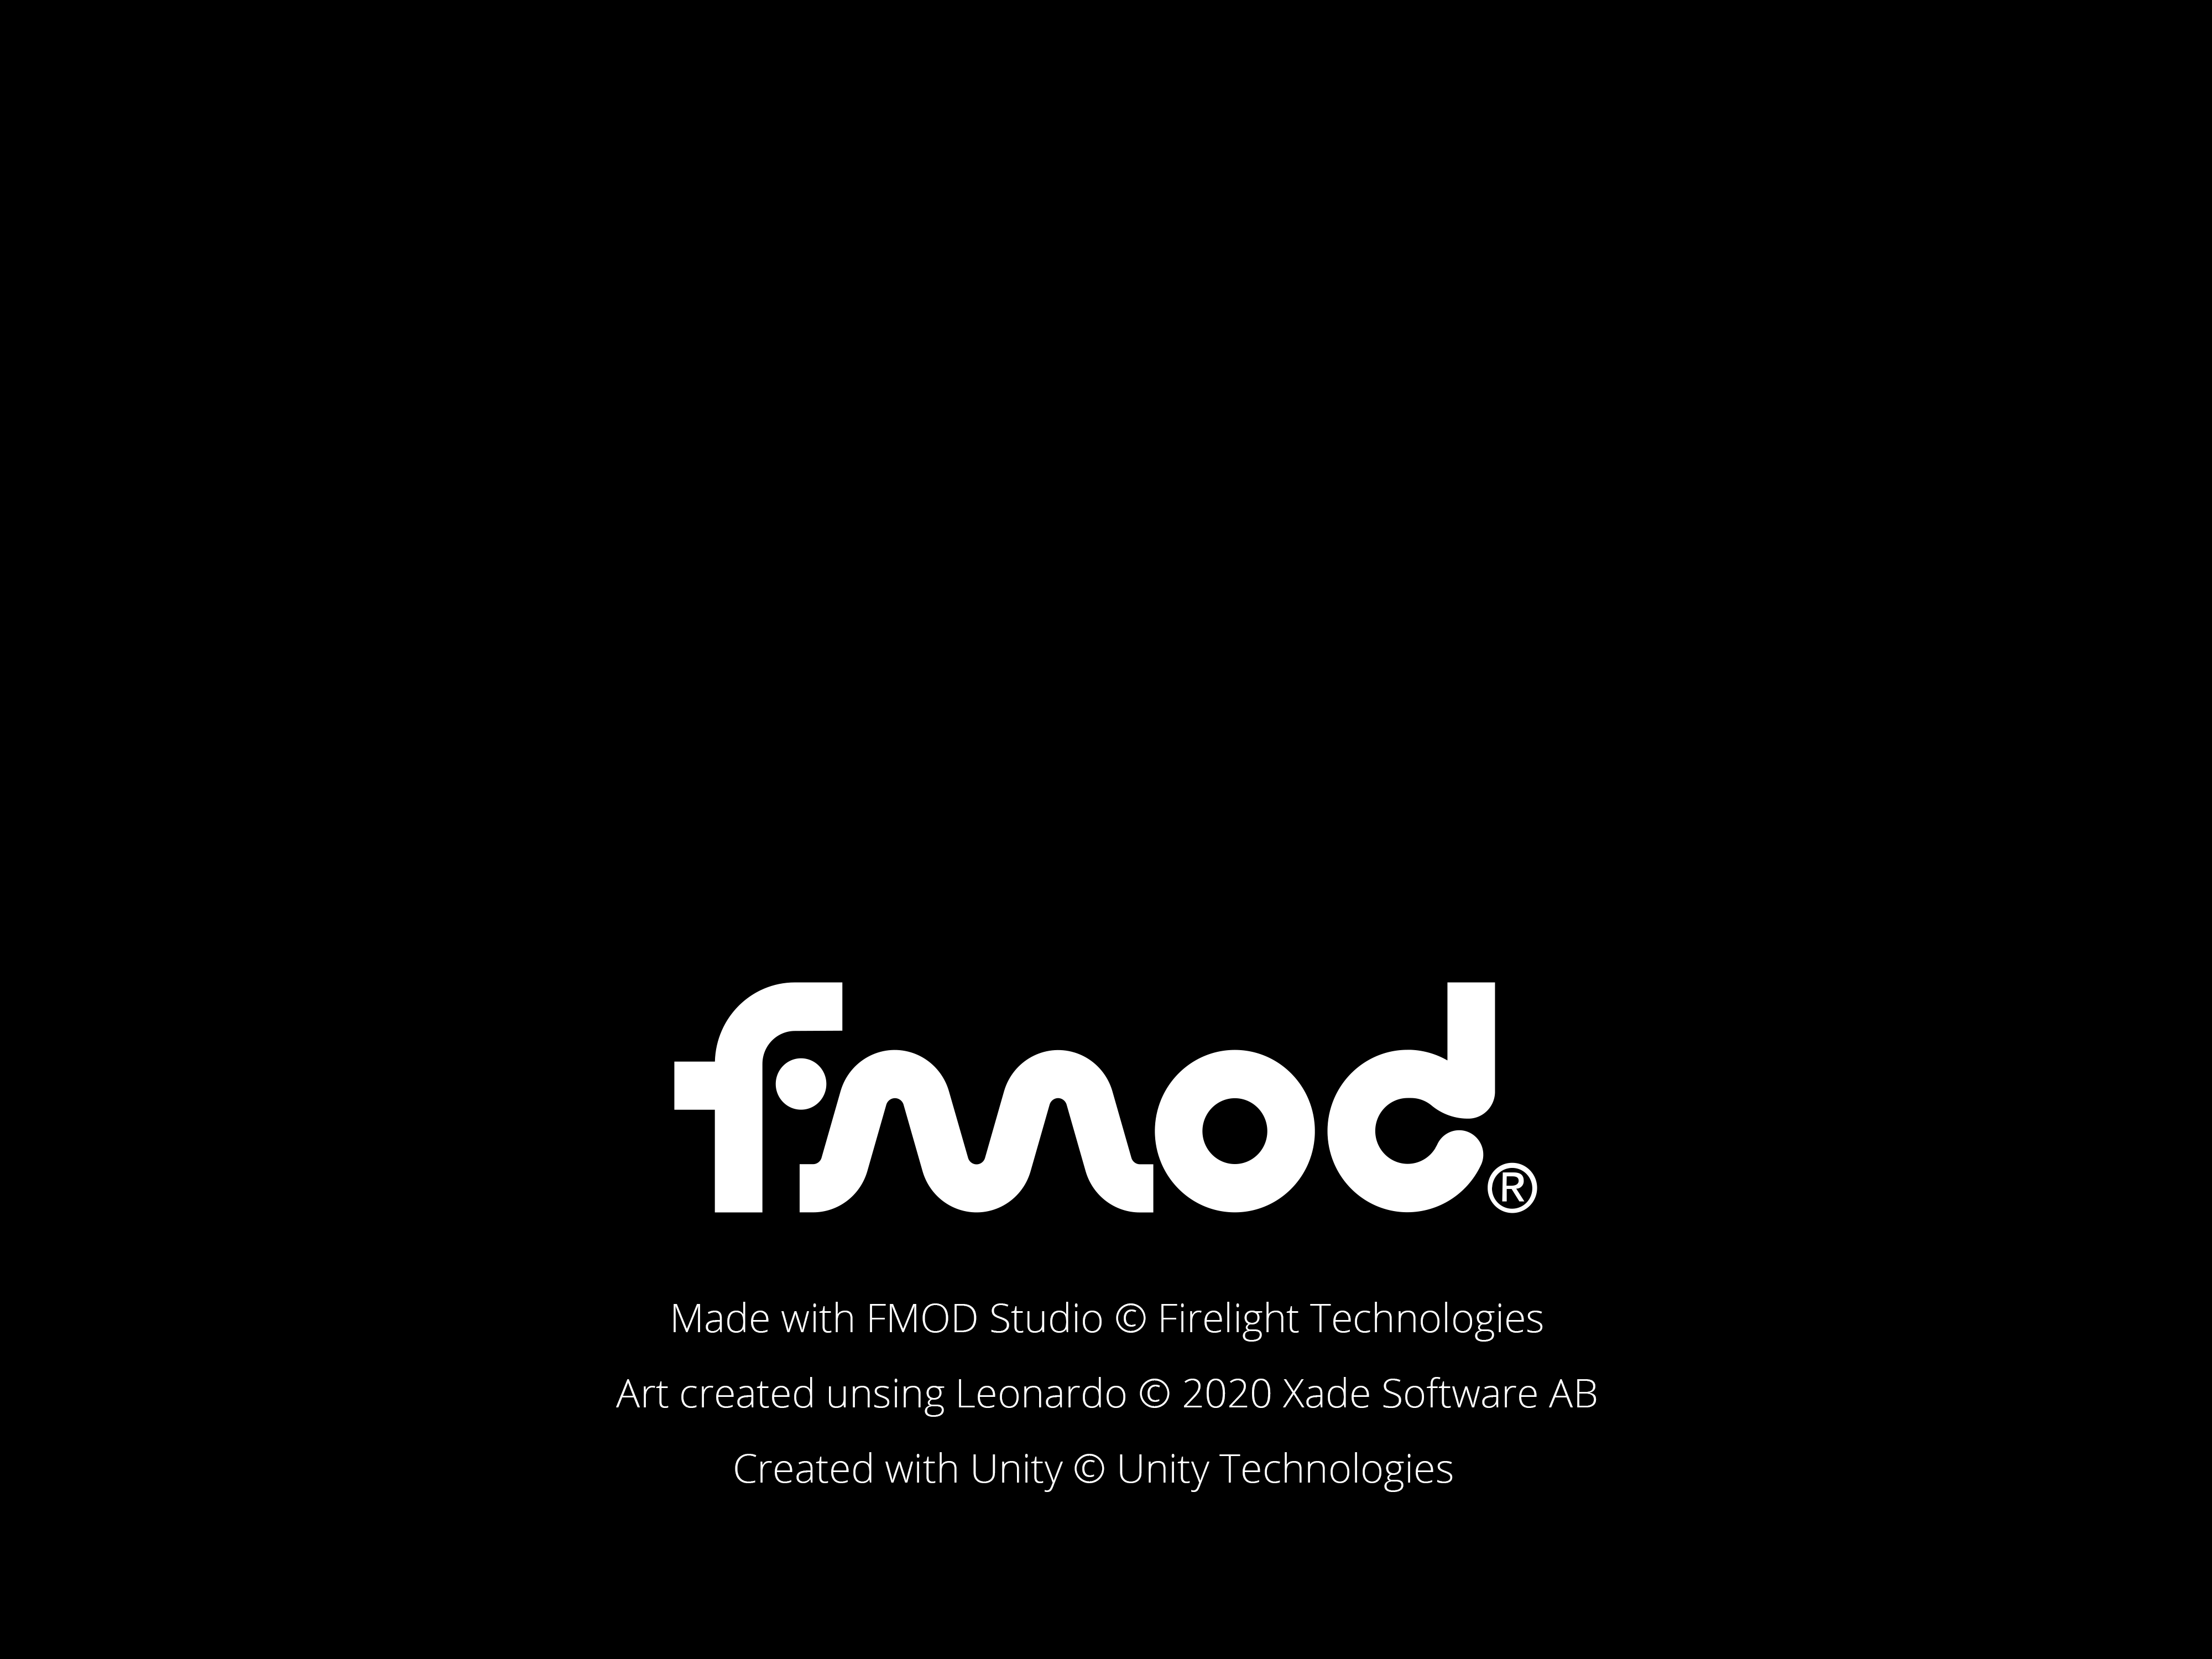 fmod®
Made with FMOD Studio © Firelight Technologies
Art created unsing Leonardo © 2020 Xade Software AB
Created with Unity © Unity Technologies